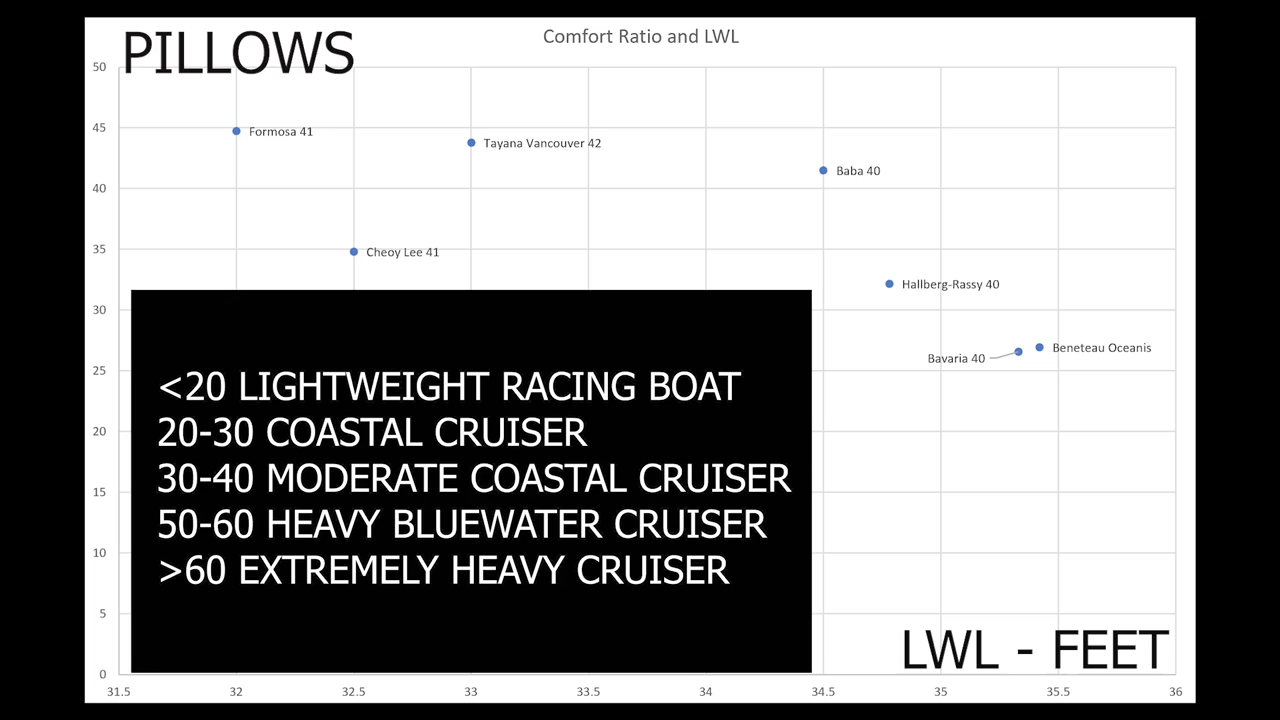 PILLOWS
Comfort Ratio and LWL
50
45
40
35
30
25
20
15
10
5
0
Formosa 41
Tayana Vancouver 42
Baba 40
Cheoy Lee 41
Hallberg-Rassy 40
Bavaria 40
Beneteau Oceanis
<20 LIGHTWEIGHT RACING BOAT
20-30 COASTAL CRUISER
30-40 MODERATE COASTAL CRUISER
50-60 HEAVY BLUEWATER CRUISER
>60 EXTREMELY HEAVY CRUISER
LWL - FEET
31.5 32 32.5 33 33.5 34 34.5 35 35.5 36